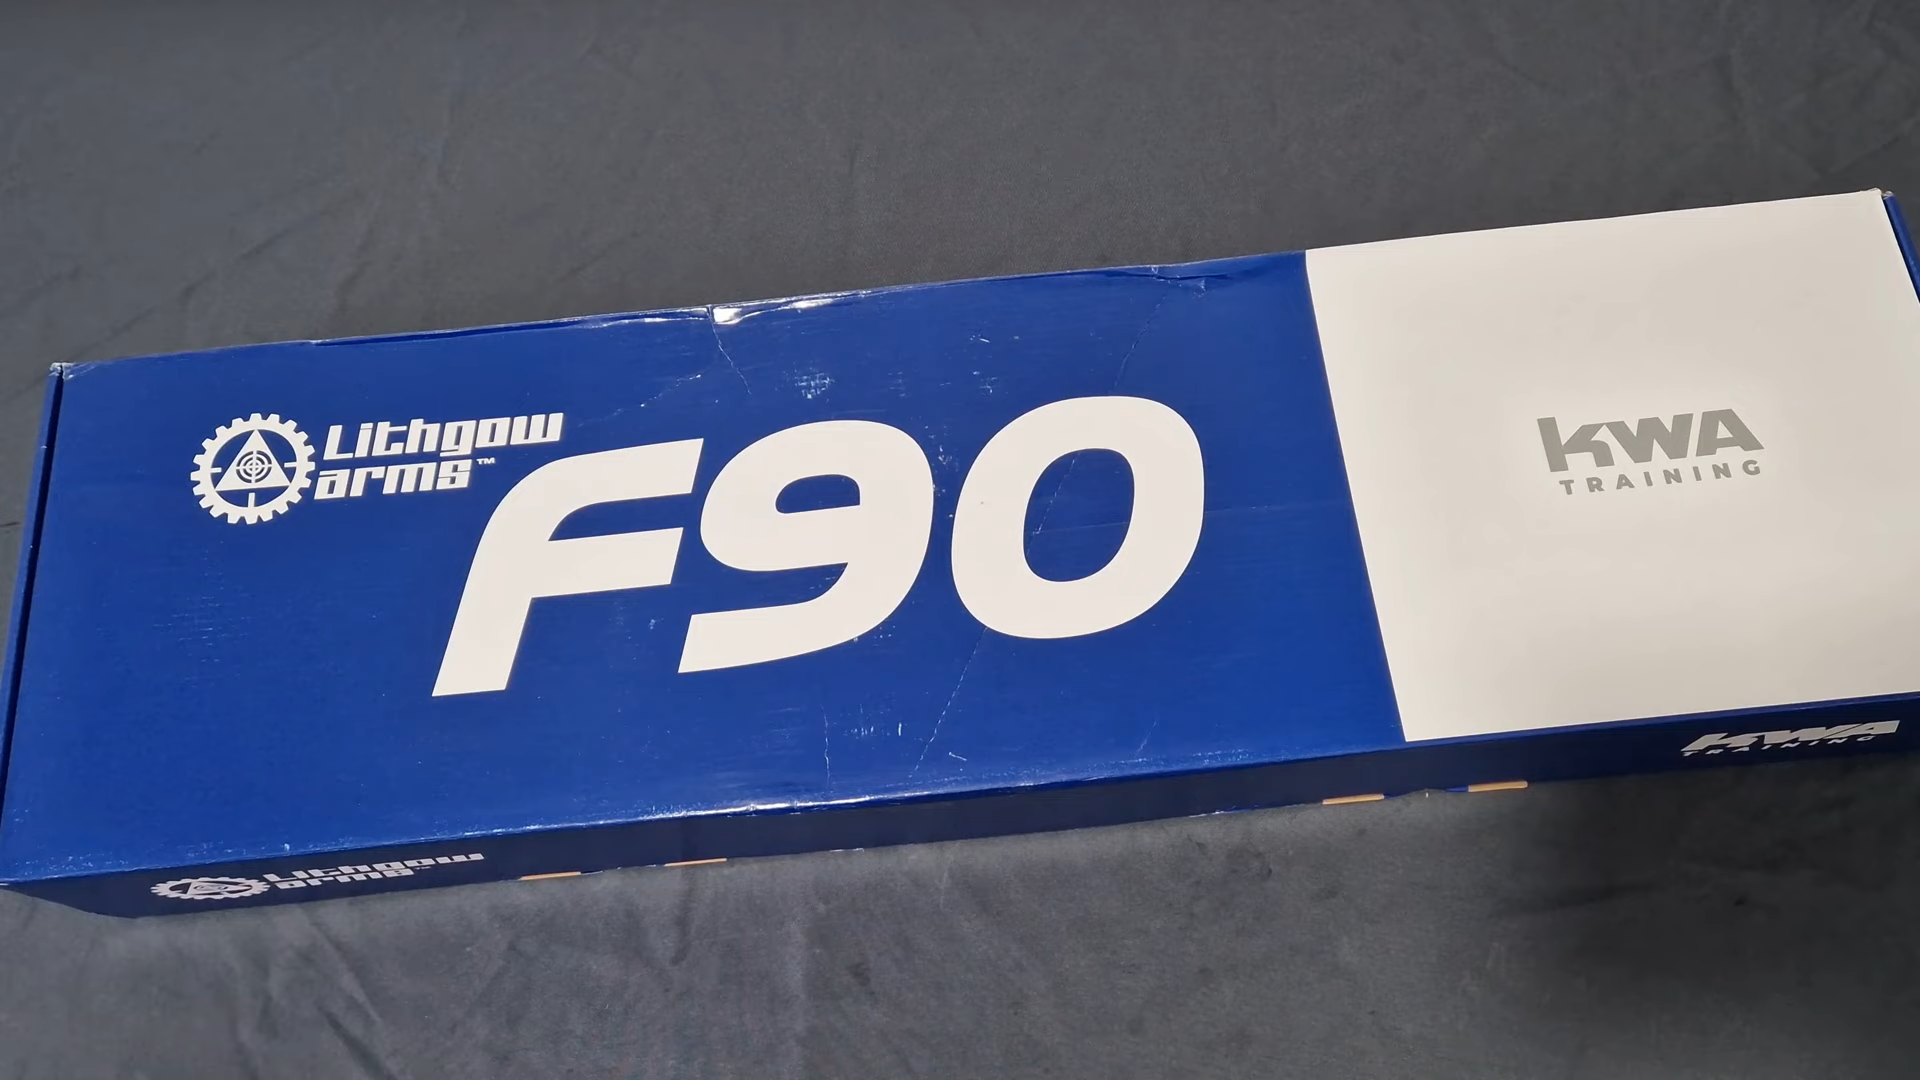 Lithgow
arms™
F90
KWA
TRAINING
KWA
TRAINING
Lithgow
arms™